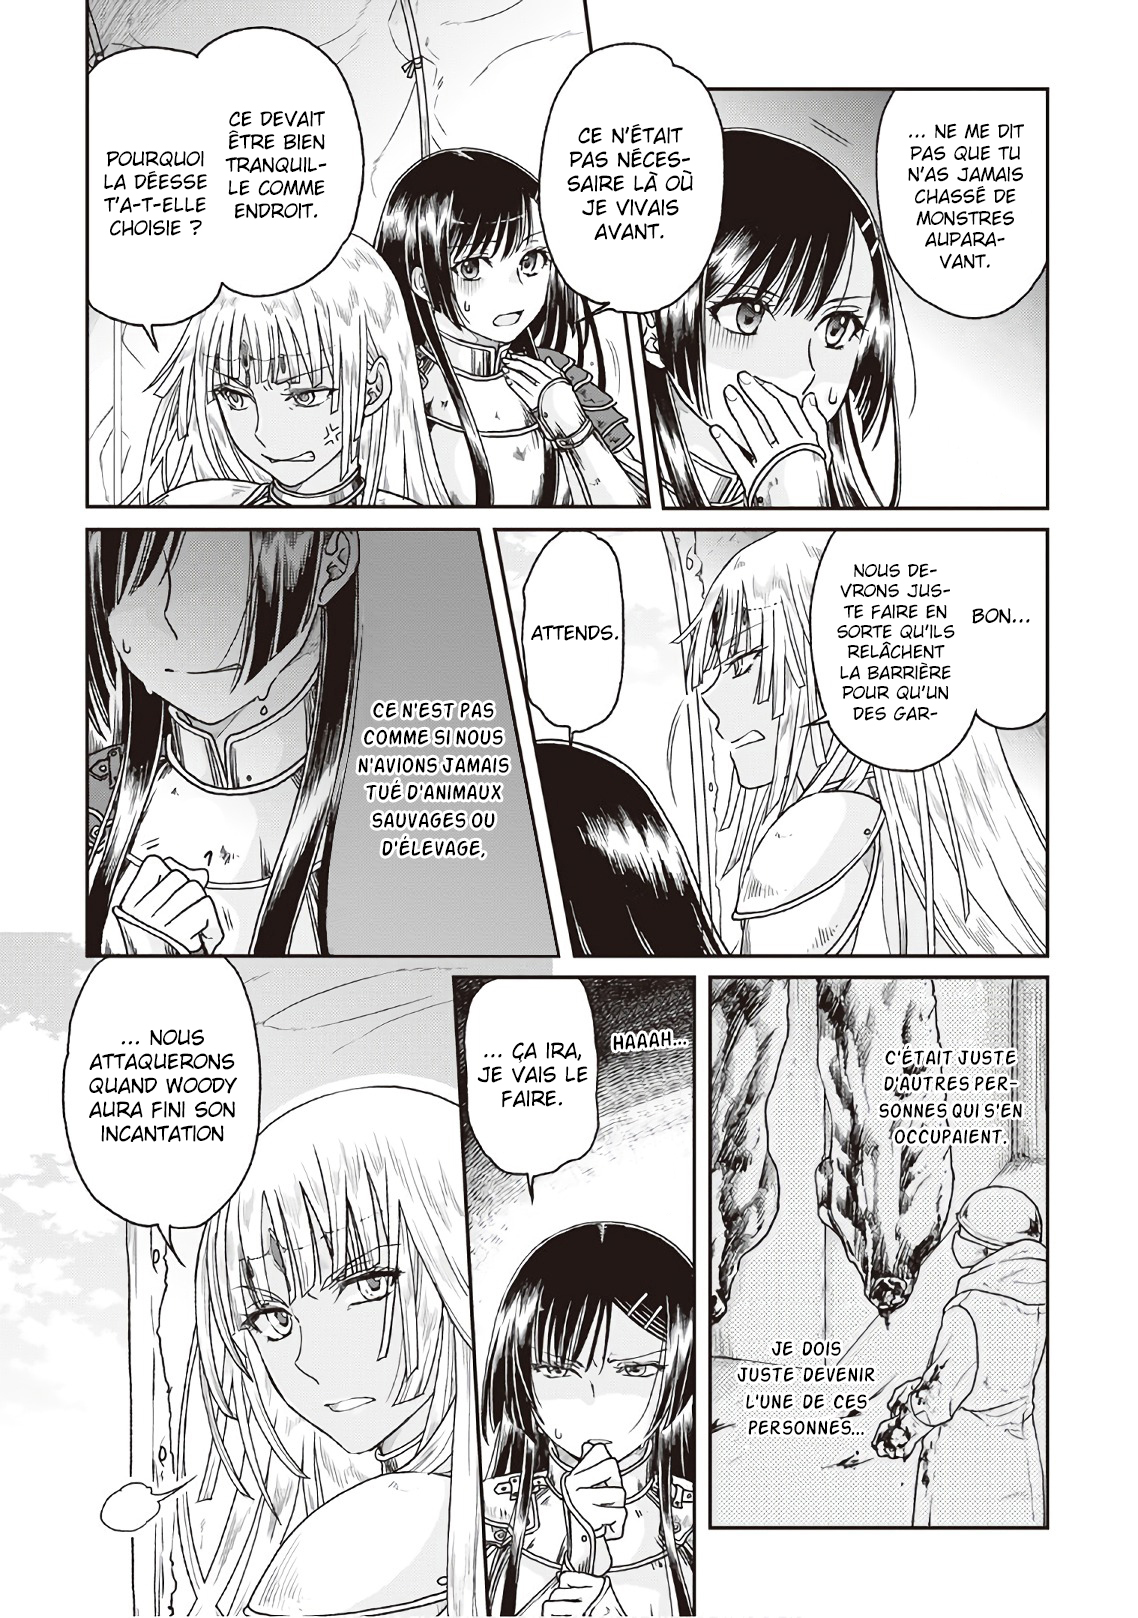 ... NE ME DIT
PAS QUE TU
N'AS JAMAIS
CHASSÉ DE
MONSTRES
AUPARA-
VANT.
CE N'ÉTAIT
PAS NÉCES-
SAIRE LÀ OÙ
JE VIVAIS
AVANT.
CE DEVAIT
ÊTRE BIEN
TRANQUIL-
LE COMME
ENDROIT.
POURQUOI
LA DÉESSE
T'A-T-ELLE
CHOISIE ?
BON...
NOUS DE-
VRONS JUS-
TE FAIRE EN
SORTE QU'ILS
RELÂCHENT
LA BARRIÈRE
POUR QU'UN
DES GAR-
ATTENDS.
CE N'EST PAS
COMME SI NOUS
N'AVIONS JAMAIS
TUÉ D'ANIMAUX
SAUVAGES OU
D'ÉLEVAGE,
C'ÉTAIT JUSTE
D'AUTRES PER-
SONNES QUI S'EN
OCCUPAIENT.
JE DOIS
JUSTE DEVENIR
L'UNE DE CES
PERSONNES...
HAAAH...
... ÇA IRA,
JE VAIS LE
FAIRE.
... NOUS
ATTAQUERONS
QUAND WOODY
AURA FINI SON
INCANTATION